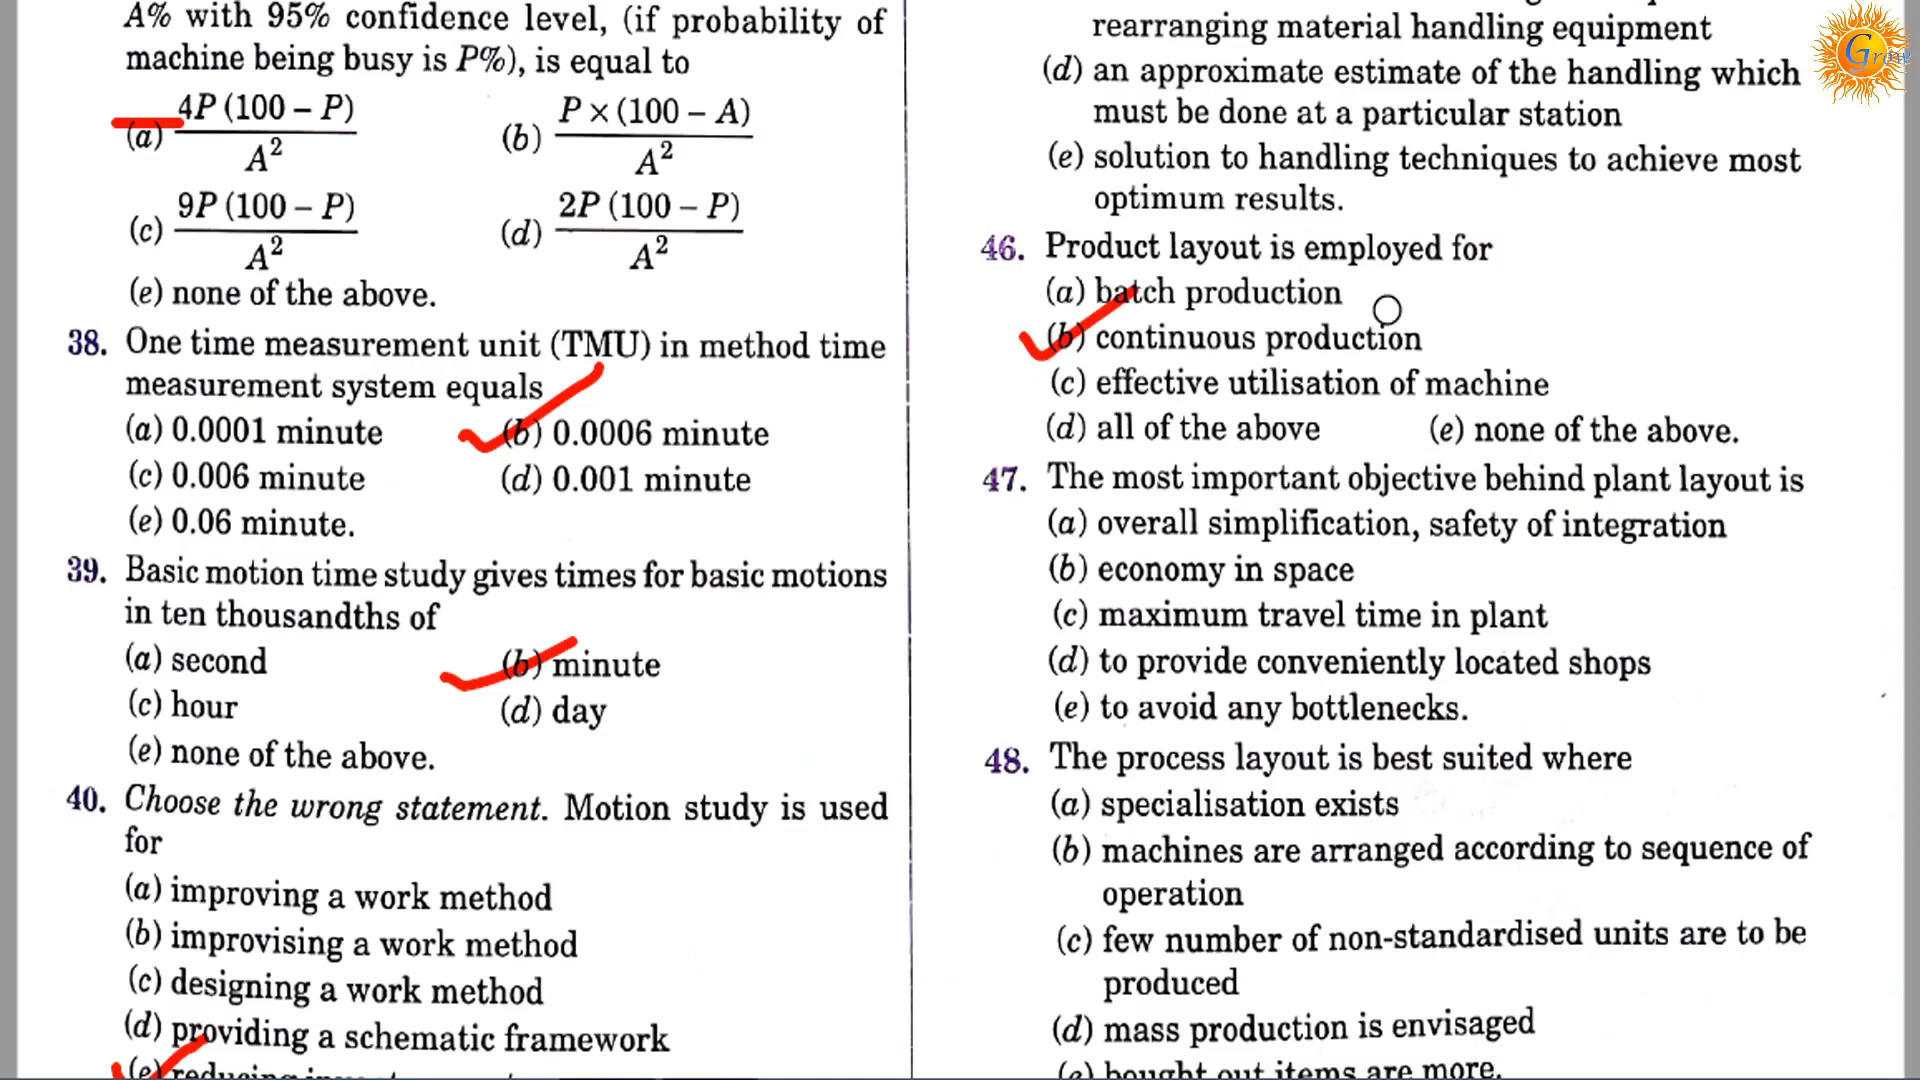 A% with 95% confidence level, (if probability of
machine being busy is P%), is equal to
(a) 4P (100 – P) / A²
(b) P × (100 – A) / A²
(c) 9P (100 – P) / A²
(d) 2P (100 – P) / A²
(e) none of the above.
38. One time measurement unit (TMU) in method time
measurement system equals
(a) 0.0001 minute
(b) 0.0006 minute
(c) 0.006 minute
(d) 0.001 minute
(e) 0.06 minute.
39. Basic motion time study gives times for basic motions
in ten thousandths of
(a) second
(b) minute
(c) hour
(d) day
(e) none of the above.
40. Choose the wrong statement. Motion study is used
for
(a) improving a work method
(b) improvising a work method
(c) designing a work method
(d) providing a schematic framework
(e) reducing
rearranging material handling equipment
(d) an approximate estimate of the handling which
must be done at a particular station
(e) solution to handling techniques to achieve most
optimum results.
46. Product layout is employed for
(a) batch production
(b) continuous production
(c) effective utilisation of machine
(d) all of the above
(e) none of the above.
47. The most important objective behind plant layout is
(a) overall simplification, safety of integration
(b) economy in space
(c) maximum travel time in plant
(d) to provide conveniently located shops
(e) to avoid any bottlenecks.
48. The process layout is best suited where
(a) specialisation exists
(b) machines are arranged according to sequence of
operation
(c) few number of non-standardised units are to be
produced
(d) mass production is envisaged
(e) bought out items are more.